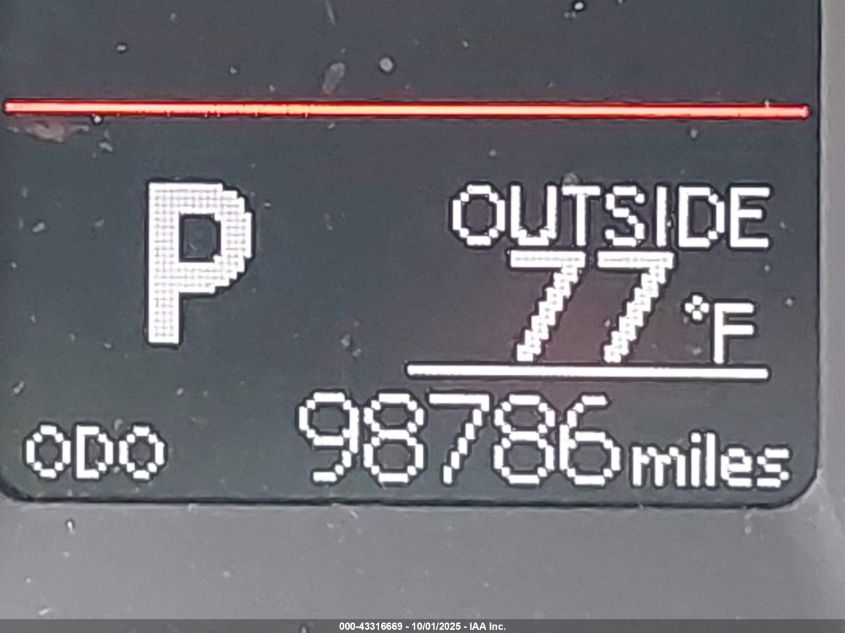 P
OUTSIDE
77 °F
ODO 98786 miles
000-43316669 - 10/01/2025 - IAA Inc.